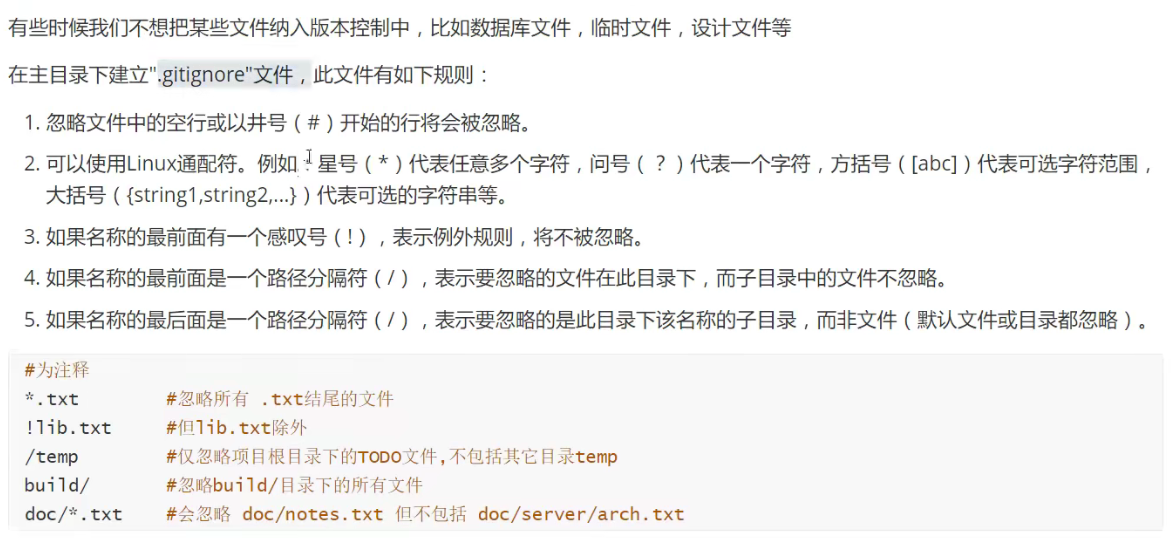 有些时候我们不想把某些文件纳入版本控制中，比如数据库文件，临时文件，设计文件等
在主目录下建立".gitignore"文件，此文件有如下规则：
1. 忽略文件中的空行或以井号（#）开始的行将会被忽略。
2. 可以使用Linux通配符。例如：星号（*）代表任意多个字符，问号（？）代表一个字符，方括号（[abc]）代表可选字符范围，
大括号（{string1,string2,...}）代表可选的字符串等。
3. 如果名称的最前面有一个感叹号（!），表示例外规则，将不被忽略。
4. 如果名称的最前面是一个路径分隔符（/），表示要忽略的文件在此目录下，而子目录中的文件不忽略。
5. 如果名称的最后面是一个路径分隔符（/），表示要忽略的是此目录下该名称的子目录，而非文件（默认文件或目录都忽略）。
#为注释
*.txt #忽略所有 .txt结尾的文件
!lib.txt #但lib.txt除外
/temp #仅忽略项目根目录下的TODO文件,不包括其它目录temp
build/ #忽略build/目录下的所有文件
doc/*.txt #会忽略 doc/notes.txt 但不包括 doc/server/arch.txt